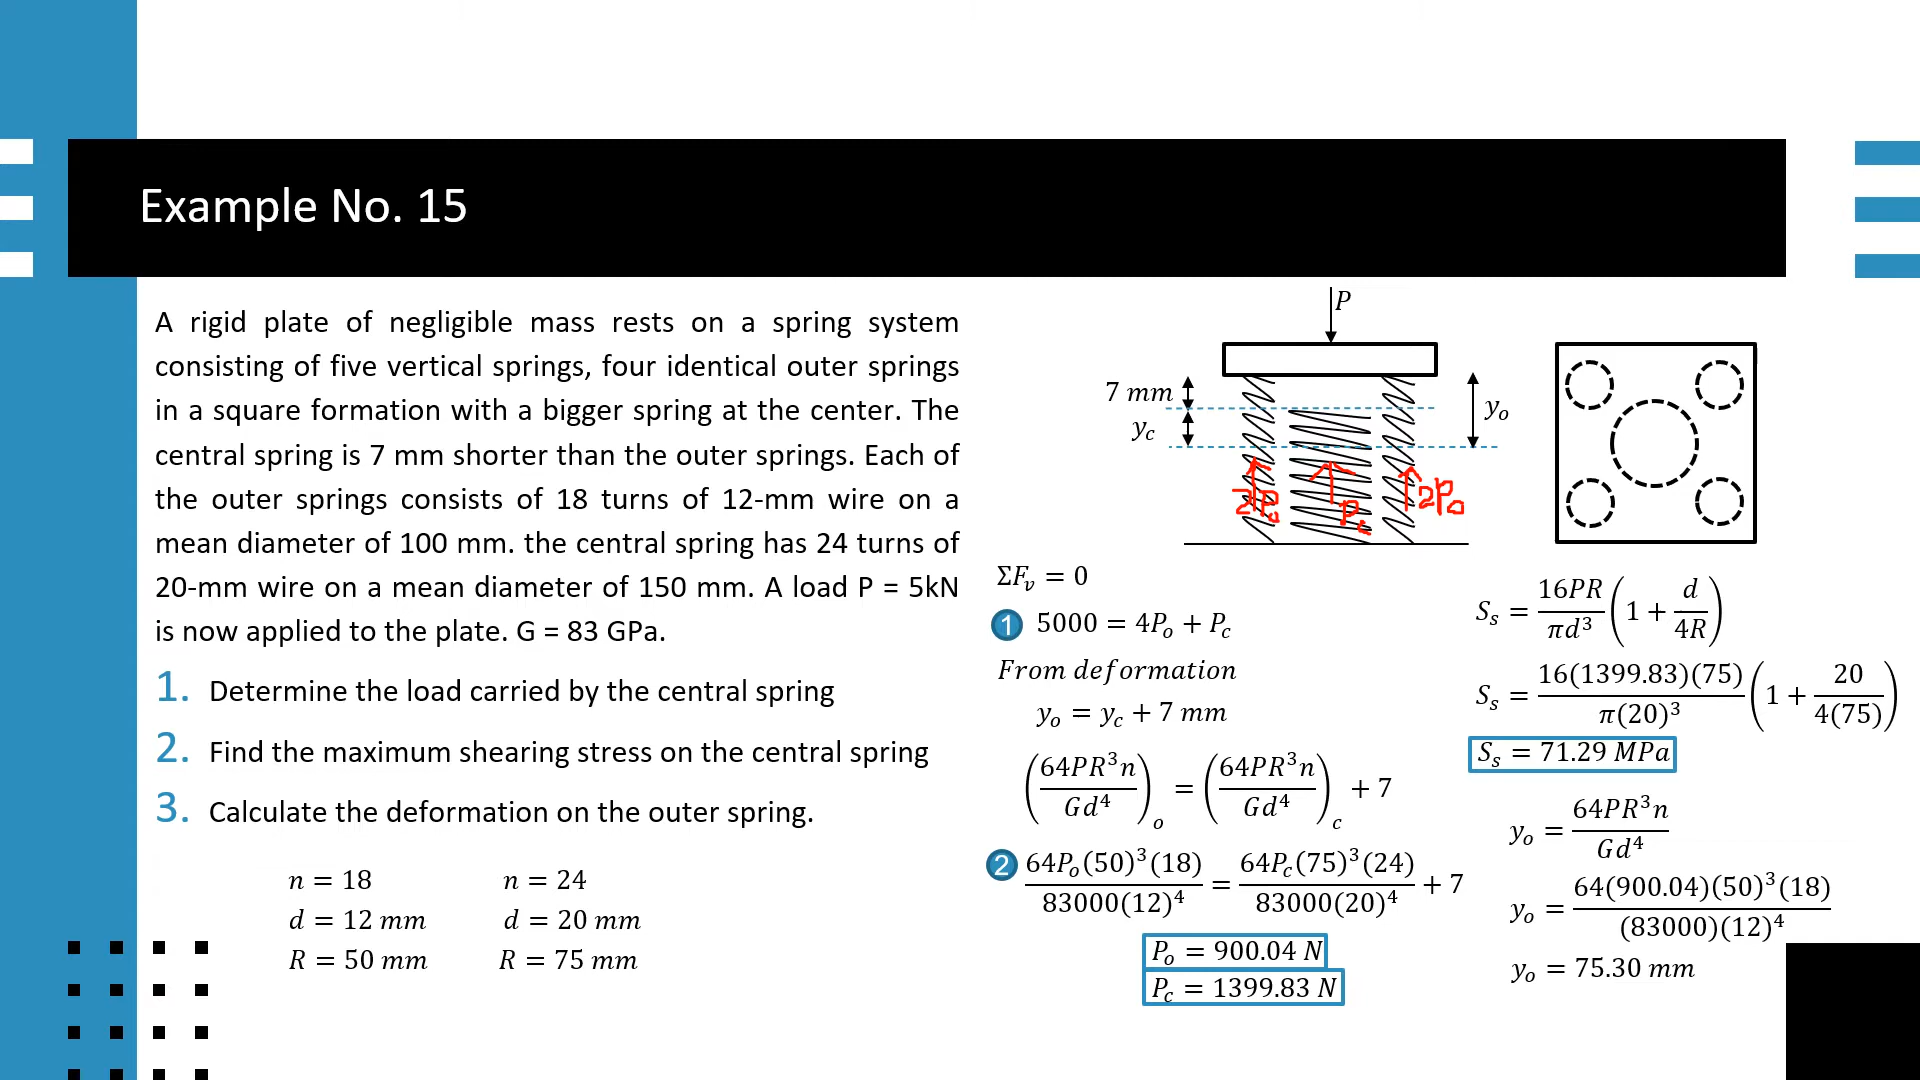 Example No. 15
A rigid plate of negligible mass rests on a spring system
consisting of five vertical springs, four identical outer springs
in a square formation with a bigger spring at the center. The
central spring is 7 mm shorter than the outer springs. Each of
the outer springs consists of 18 turns of 12-mm wire on a
mean diameter of 100 mm. the central spring has 24 turns of
20-mm wire on a mean diameter of 150 mm. A load P = 5kN
is now applied to the plate. G = 83 GPa.
1. Determine the load carried by the central spring
2. Find the maximum shearing stress on the central spring
3. Calculate the deformation on the outer spring.
n = 18
d = 12 mm
R = 50 mm
n = 24
d = 20 mm
R = 75 mm
P
7 mm
y_c
y_o
2P_o
P_c
2P_o
ΣF_v = 0
1 5000 = 4P_o + P_c
From deformation
y_o = y_c + 7 mm
(64PR³n / Gd⁴)_o = (64PR³n / Gd⁴)_c + 7
2 64P_o(50)³(18) / 83000(12)⁴ = 64P_c(75)³(24) / 83000(20)⁴ + 7
P_o = 900.04 N
P_c = 1399.83 N
S_s = 16PR / πd³ (1 + d / 4R)
S_s = 16(1399.83)(75) / π(20)³ (1 + 20 / 4(75))
S_s = 71.29 MPa
y_o = 64PR³n / Gd⁴
y_o = 64(900.04)(50)³(18) / (83000)(12)⁴
y_o = 75.30 mm